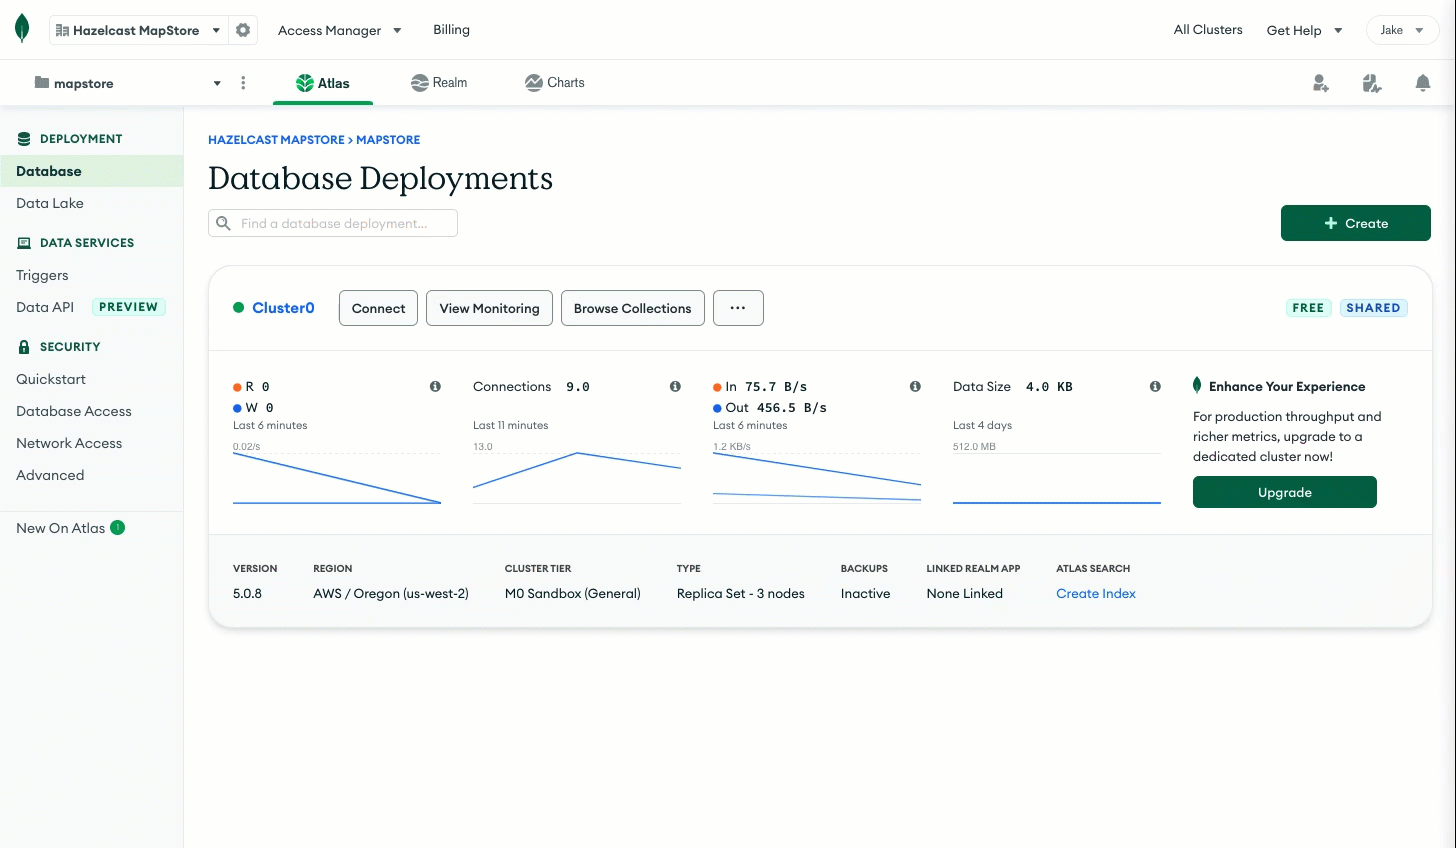 Hazelcast MapStore
Access Manager
Billing
All Clusters
Get Help
Jake
mapstore
Atlas
Realm
Charts
DEPLOYMENT
Database
Data Lake
DATA SERVICES
Triggers
Data API PREVIEW
SECURITY
Quickstart
Database Access
Network Access
Advanced
New On Atlas
HAZELCAST MAPSTORE > MAPSTORE
Database Deployments
Find a database deployment...
+ Create
Cluster0
Connect
View Monitoring
Browse Collections
...
FREE
SHARED
R 0
W 0
Last 6 minutes
0.02/s
Connections 9.0
Last 11 minutes
13.0
In 75.7 B/s
Out 456.5 B/s
Last 6 minutes
1.2 KB/s
Data Size 4.0 KB
Last 4 days
512.0 MB
Enhance Your Experience
For production throughput and
richer metrics, upgrade to a
dedicated cluster now!
Upgrade
VERSION
5.0.8
REGION
AWS / Oregon (us-west-2)
CLUSTER TIER
M0 Sandbox (General)
TYPE
Replica Set - 3 nodes
BACKUPS
Inactive
LINKED REALM APP
None Linked
ATLAS SEARCH
Create Index